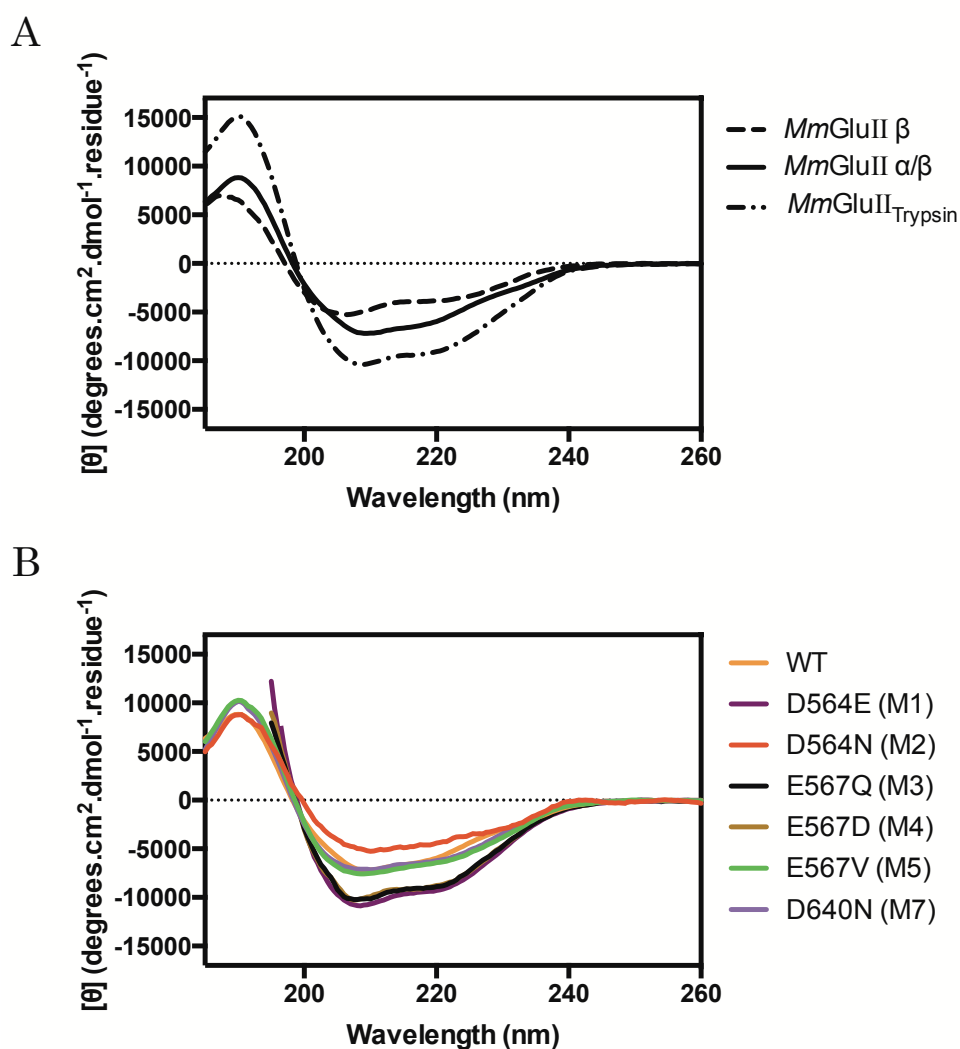 A
[θ] (degrees.cm².dmol⁻¹.residue⁻¹)
15000
10000
5000
0
-5000
-10000
-15000
200
220
240
260
Wavelength (nm)
MmGluII β
MmGluII α/β
MmGluII Trypsin
B
[θ] (degrees.cm².dmol⁻¹.residue⁻¹)
15000
10000
5000
0
-5000
-10000
-15000
200
220
240
260
Wavelength (nm)
WT
D564E (M1)
D564N (M2)
E567Q (M3)
E567D (M4)
E567V (M5)
D640N (M7)